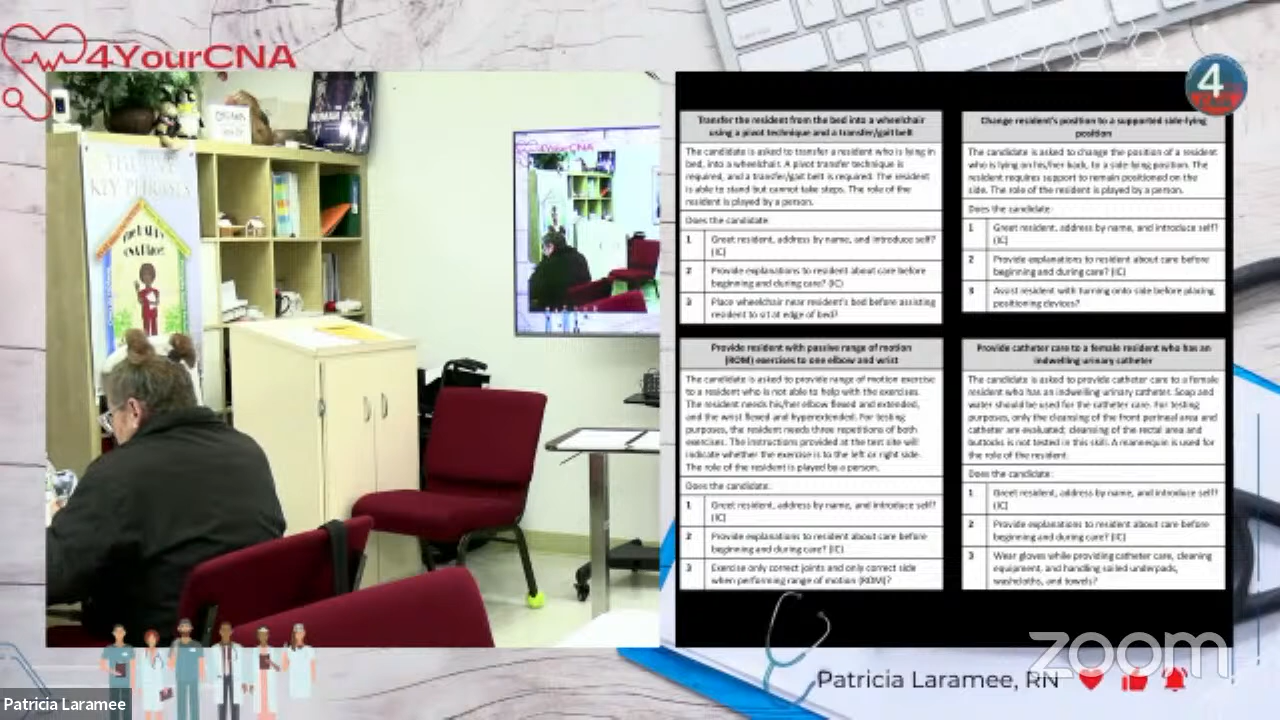 4YourCNA
4
KEY PHRASES
4YourCNA
Transfer the resident from the bed into a wheelchair
using a pivot technique and a transfer/gait belt
The candidate is asked to transfer a resident who is lying in
bed, into a wheelchair. A pivot transfer technique is
required, and a transfer/gait belt is required. The resident
is able to stand but cannot take steps. The role of the
resident is played by a person.
Does the candidate:
1 Greet resident, address by name, and introduce self?
(IC)
2 Provide explanations to resident about care before
beginning and during care? (IC)
3 Place wheelchair near resident's bed before assisting
resident to sit at edge of bed?
Change resident's position to a supported side-lying
position
The candidate is asked to change the position of a resident
who is lying on his/her back, to a side-lying position. The
resident requires support to remain positioned on the
side. The role of the resident is played by a person.
Does the candidate:
1 Greet resident, address by name, and introduce self?
(IC)
2 Provide explanations to resident about care before
beginning and during care? (IC)
3 Assist resident with turning onto side before placing
positioning devices?
Provide resident with passive range of motion
(ROM) exercises to one elbow and wrist
The candidate is asked to provide range of motion exercise
to a resident who is not able to help with the exercises.
The resident needs his/her elbow flexed and extended,
and the wrist flexed and hyperextended. For testing
purposes, the resident needs three repetitions of both
exercises. The instructions provided at the test site will
indicate whether the exercise is to the left or right side.
The role of the resident is played by a person.
Does the candidate:
1 Greet resident, address by name, and introduce self?
(IC)
2 Provide explanations to resident about care before
beginning and during care? (IC)
3 Exercise only correct joints and only correct side
when performing range of motion (ROM)?
Provide catheter care to a female resident who has an
indwelling urinary catheter
The candidate is asked to provide catheter care to a female
resident who has an indwelling urinary catheter. Soap and
water should be used for the catheter care. For testing
purposes, only the cleansing of the front perineal area and
catheter are evaluated; cleansing of the rectal area and
buttocks is not tested in this skill. A mannequin is used for
the role of the resident.
Does the candidate:
1 Greet resident, address by name, and introduce self?
(IC)
2 Provide explanations to resident about care before
beginning and during care? (IC)
3 Wear gloves while providing catheter care, cleaning
equipment, and handling soiled underpads,
washcloths, and towels?
zoom
Patricia Laramee, RN
Patricia Laramee